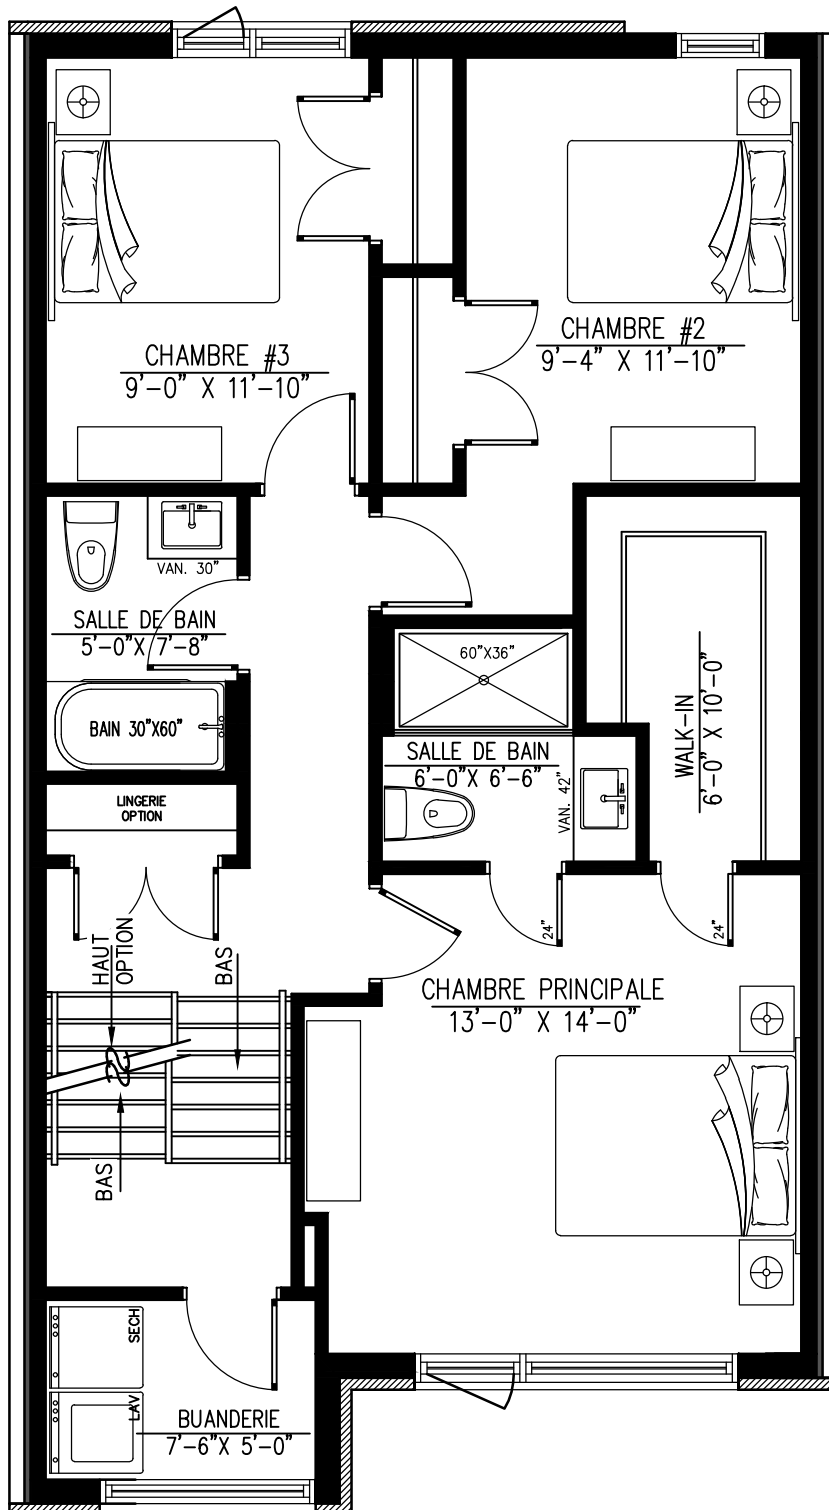 CHAMBRE #3
9'-0" X 11'-10"
CHAMBRE #2
9'-4" X 11'-10"
VAN. 30"
SALLE DE BAIN
5'-0"X 7'-8"
BAIN 30"X60"
60"X36"
SALLE DE BAIN
6'-0"X 6'-6"
VAN. 42"
WALK-IN
6'-0" X 10'-0"
LINGERIE
OPTION
24"
24"
HAUT
OPTION
BAS
CHAMBRE PRINCIPALE
13'-0" X 14'-0"
BAS
SECH
LAV
BUANDERIE
7'-6"X 5'-0"